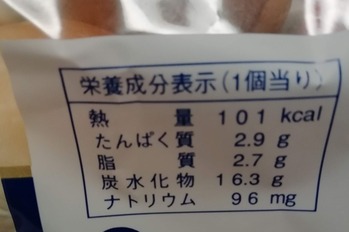 栄養成分表示(1個当り)
熱量 101 kcal
たんぱく質 2.9 g
脂質 2.7 g
炭水化物 16.3 g
ナトリウム 96 mg